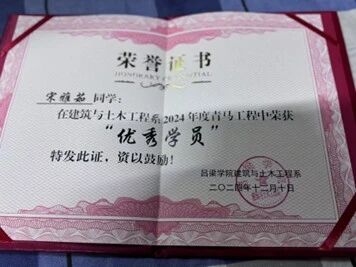 荣誉证书
HONORARY CREDENTIAL
宋雅茹 同学：
在建筑与土木工程系2024年度青马工程中荣获
“优秀学员”
特发此证，资以鼓励！
吕梁学院建筑与土木工程系
二〇二四年十二月十日